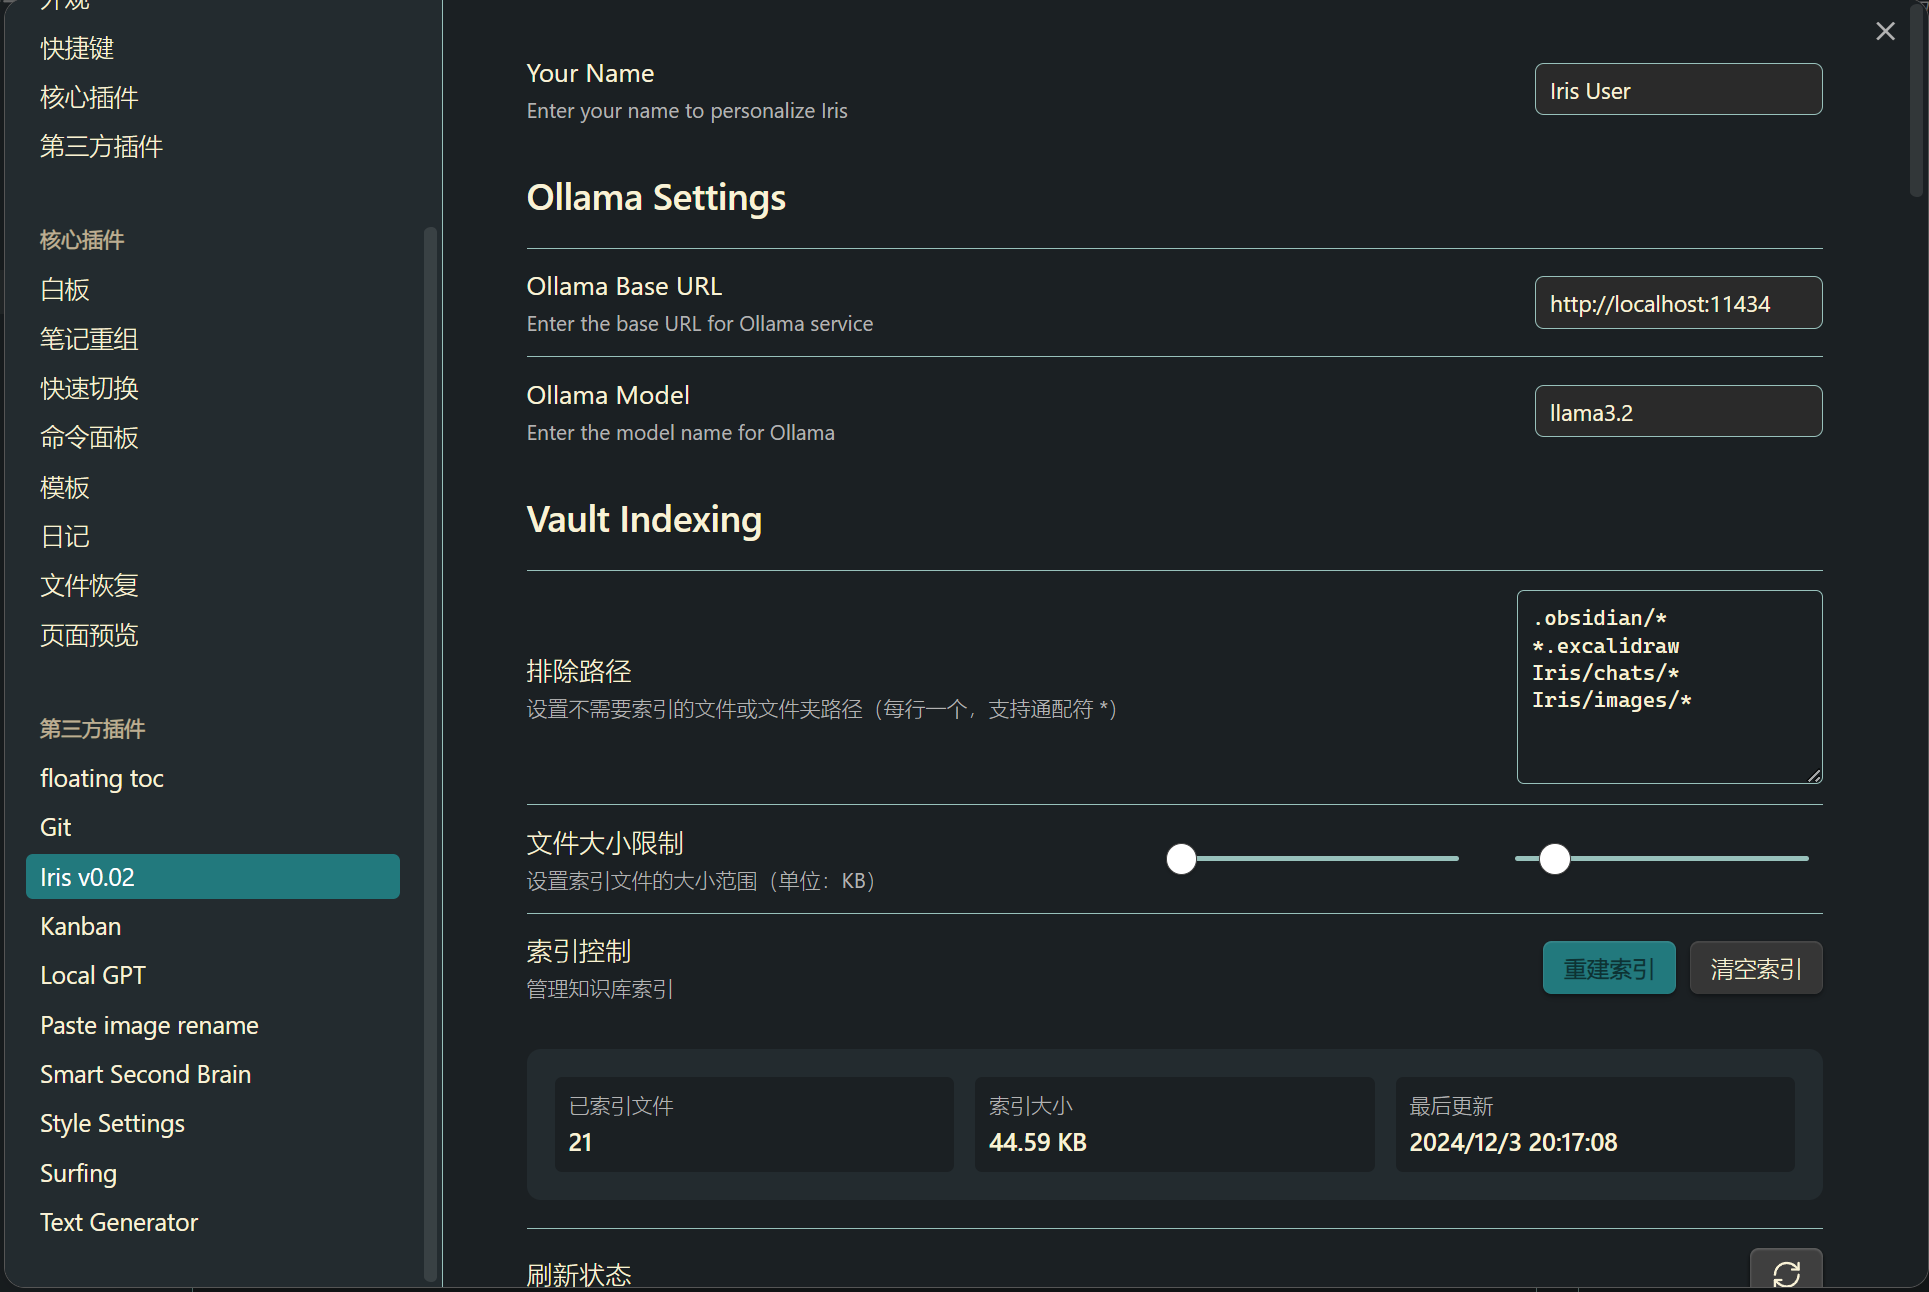 外观
快捷键
核心插件
第三方插件
核心插件
白板
笔记重组
快速切换
命令面板
模板
日记
文件恢复
页面预览
第三方插件
floating toc
Git
Iris v0.02
Kanban
Local GPT
Paste image rename
Smart Second Brain
Style Settings
Surfing
Text Generator
Your Name
Enter your name to personalize Iris
Iris User
Ollama Settings
Ollama Base URL
Enter the base URL for Ollama service
http://localhost:11434
Ollama Model
Enter the model name for Ollama
llama3.2
Vault Indexing
排除路径
设置不需要索引的文件或文件夹路径（每行一个，支持通配符 *）
.obsidian/*
*.excalidraw
Iris/chats/*
Iris/images/*
文件大小限制
设置索引文件的大小范围（单位：KB）
索引控制
管理知识库索引
重建索引
清空索引
已索引文件
21
索引大小
44.59 KB
最后更新
2024/12/3 20:17:08
刷新状态